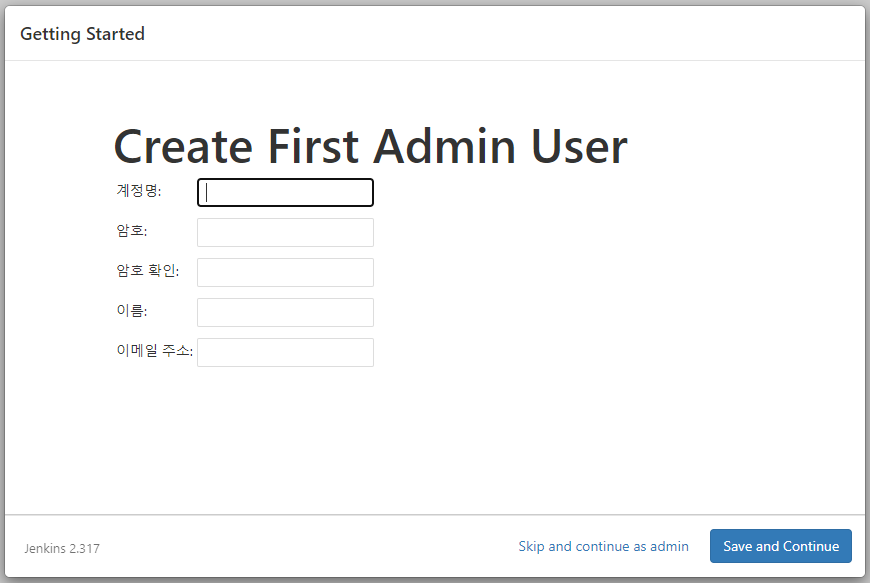 Getting Started
Create First Admin User
계정명:
암호:
암호 확인:
이름:
이메일 주소:
Jenkins 2.317
Skip and continue as admin
Save and Continue